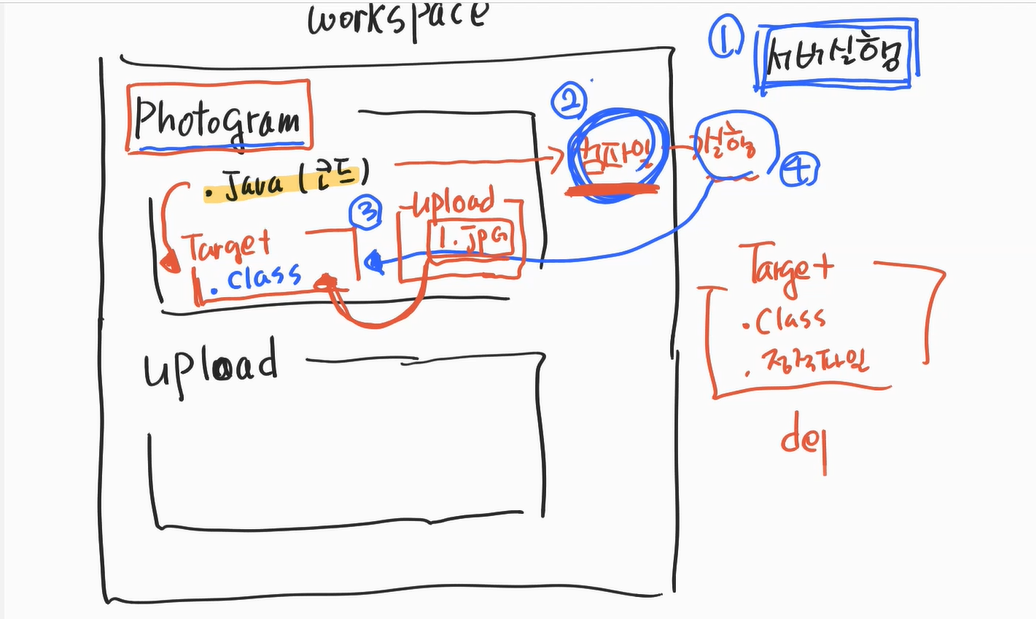 workspace
①
서버실행
Photogram
②
컴파일
실행
④
.Java (코드)
③
upload
1.jpg
Target
.class
Target
.Class
.정적파일
upload
dep